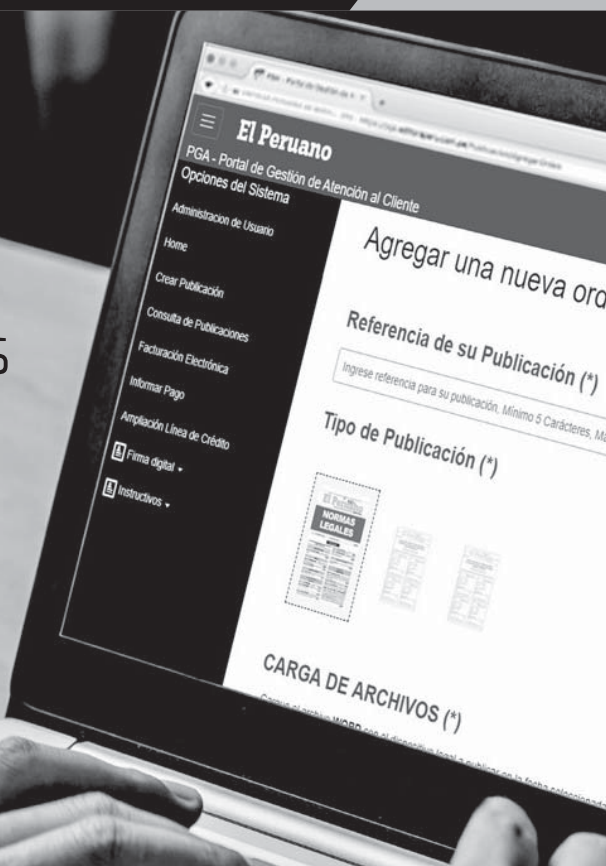 El Peruano
PGA - Portal de Gestión de Atención al Cliente
Opciones del Sistema
Administracion de Usuario
Home
Crear Publicación
Consulta de Publicaciones
Facturación Electrónica
Informar Pago
Ampliación Línea de Crédito
Firma digital
Instructivos
Agregar una nueva ord
Referencia de su Publicación (*)
Ingrese referencia para su publicación. Mínimo 5 Carácteres, Má
Tipo de Publicación (*)
El Peruano
NORMAS
LEGALES
CARGA DE ARCHIVOS (*)